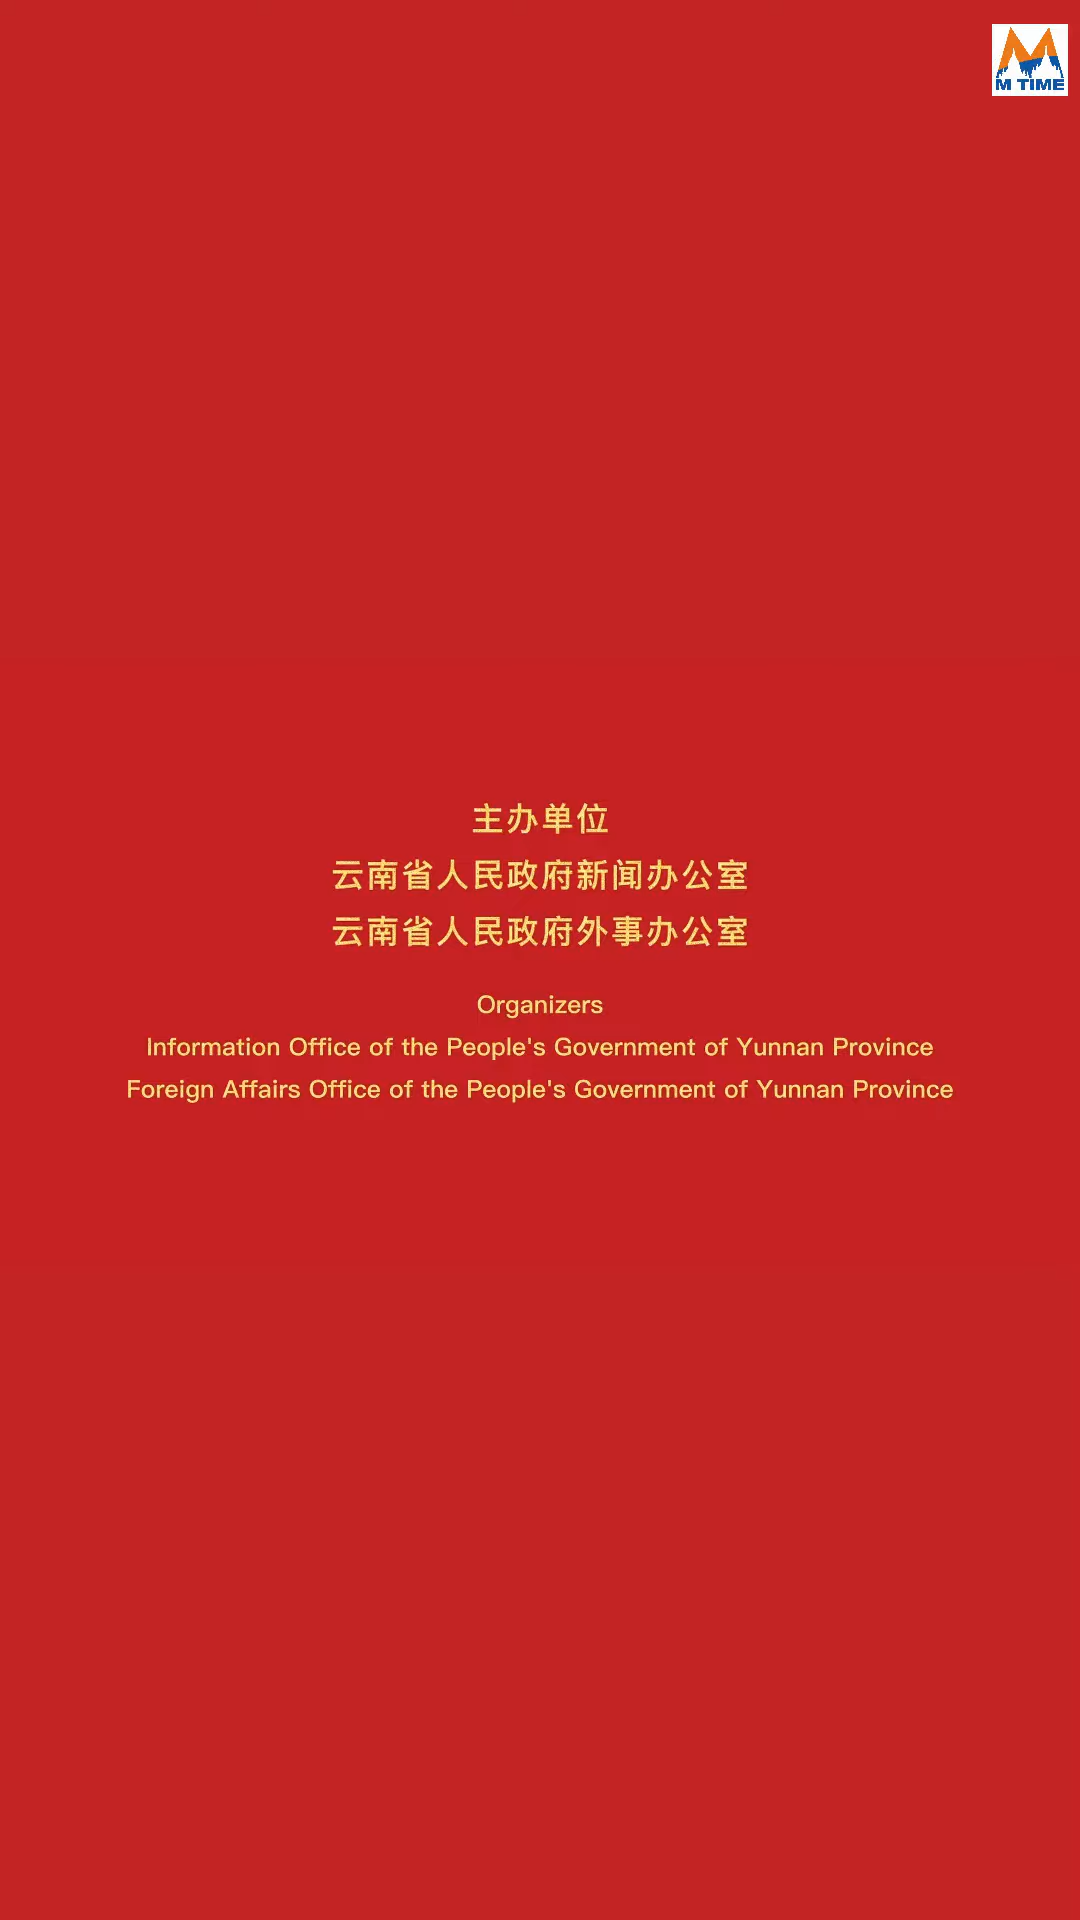 M TIME
主办单位
云南省人民政府新闻办公室
云南省人民政府外事办公室
Organizers
Information Office of the People's Government of Yunnan Province
Foreign Affairs Office of the People's Government of Yunnan Province